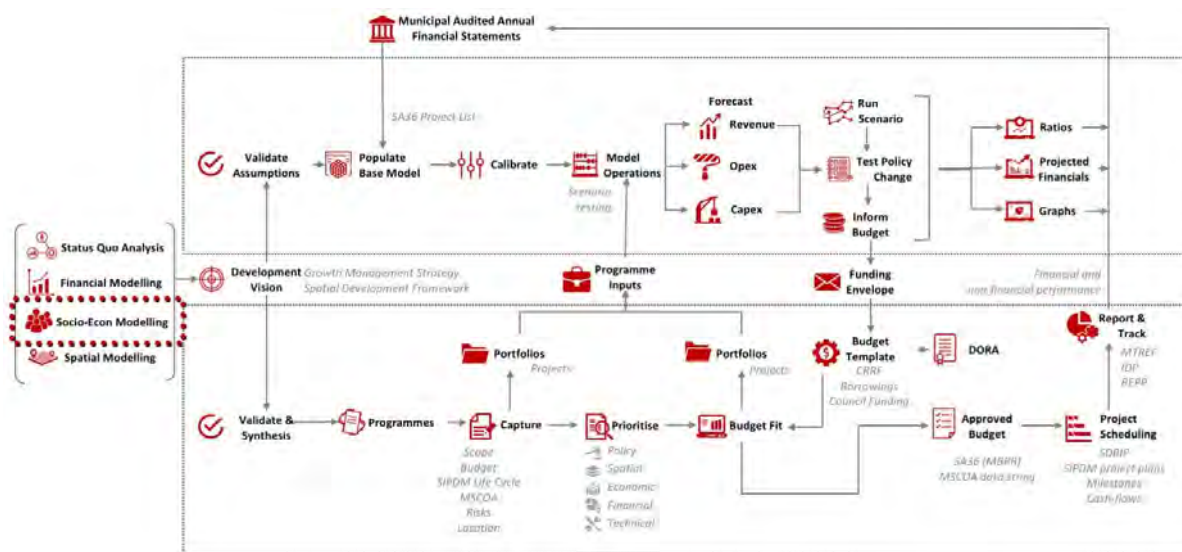 Municipal Audited Annual
Financial Statements
SA36 Project List
Validate
Assumptions
Populate
Base Model
Calibrate
Model
Operations
Scenario
testing
Forecast
Revenue
Opex
Capex
Run
Scenario
Test Policy
Change
Inform
Budget
Ratios
Projected
Financials
Graphs
Status Quo Analysis
Financial Modelling
Socio-Econ Modelling
Spatial Modelling
Development
Vision
Growth Management Strategy
Spatial Development Framework
Programme
Inputs
Funding
Envelope
Financial and
non financial performance
Portfolios
Projects
Portfolios
Projects
Budget
Template
CRRF
Borrowings
Council Funding
DORA
Report &
Track
MTREF
IDP
BEPP
Validate &
Synthesis
Programmes
Capture
Scope
Budget
SIPDM Life Cycle
MSCOA
Risks
Location
Prioritise
Policy
Spatial
Economic
Financial
Technical
Budget Fit
Approved
Budget
SA36 (MBPR)
MSCOA data string
Project
Scheduling
SDBIP
SIPDM project plans
Milestones
Cash-flows